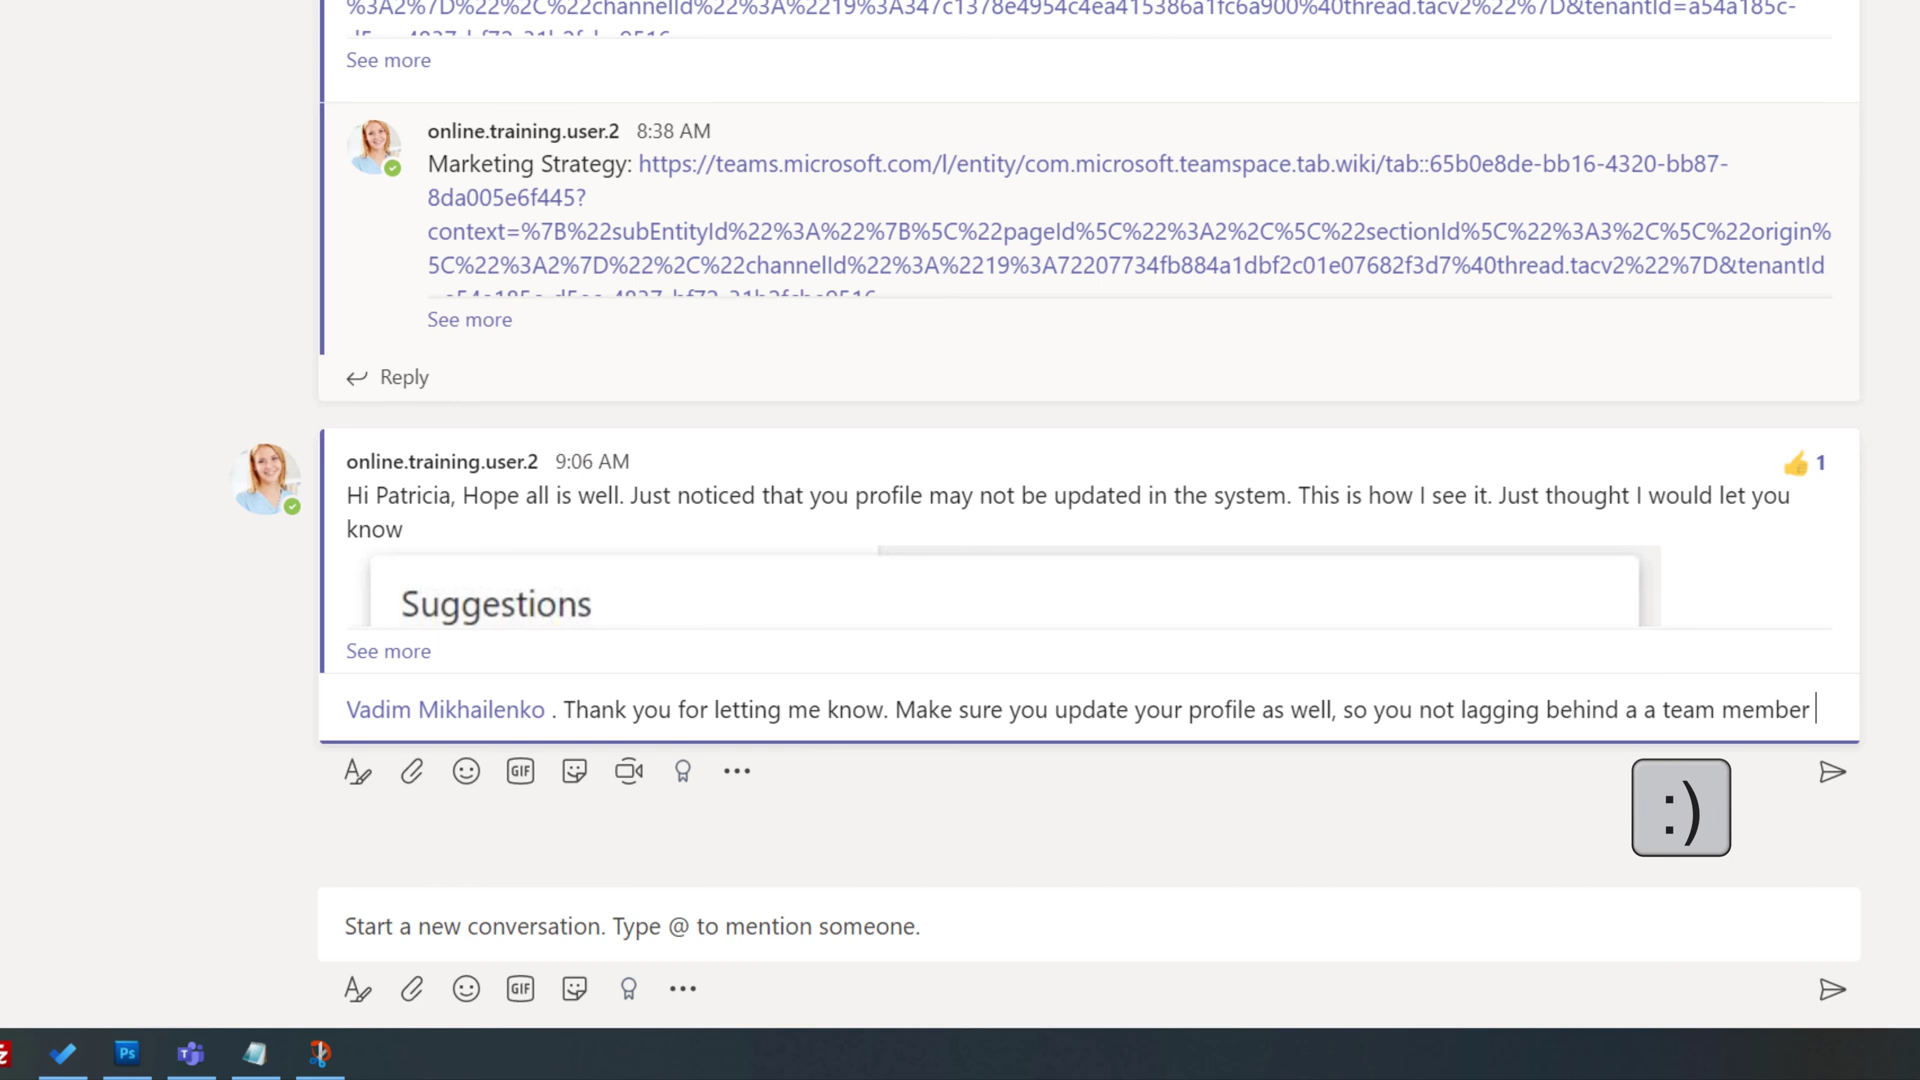 %3A2%7D%22%2C%22channelId%22%3A%2219%3A347c1378e4954c4ea415386a1fc6a900%40thread.tacv2%22%7D&tenantId=a54a185c-
See more
online.training.user.2 8:38 AM
Marketing Strategy: https://teams.microsoft.com/l/entity/com.microsoft.teamspace.tab.wiki/tab::65b0e8de-bb16-4320-bb87-
8da005e6f445?
context=%7B%22subEntityId%22%3A%22%7B%5C%22pageId%5C%22%3A2%2C%5C%22sectionId%5C%22%3A3%2C%5C%22origin%
5C%22%3A2%7D%22%2C%22channelId%22%3A%2219%3A72207734fb884a1dbf2c01e07682f3d7%40thread.tacv2%22%7D&tenantId
See more
Reply
online.training.user.2 9:06 AM
1
Hi Patricia, Hope all is well. Just noticed that you profile may not be updated in the system. This is how I see it. Just thought I would let you
know
Suggestions
See more
Vadim Mikhailenko . Thank you for letting me know. Make sure you update your profile as well, so you not lagging behind a a team member
GIF
:)
Start a new conversation. Type @ to mention someone.
GIF
Ps
T